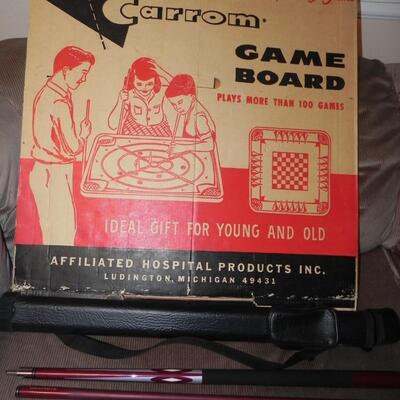 Carrom®
GAME
BOARD
PLAYS MORE THAN 100 GAMES
IDEAL GIFT FOR YOUNG AND OLD
AFFILIATED HOSPITAL PRODUCTS INC.
LUDINGTON, MICHIGAN 49431